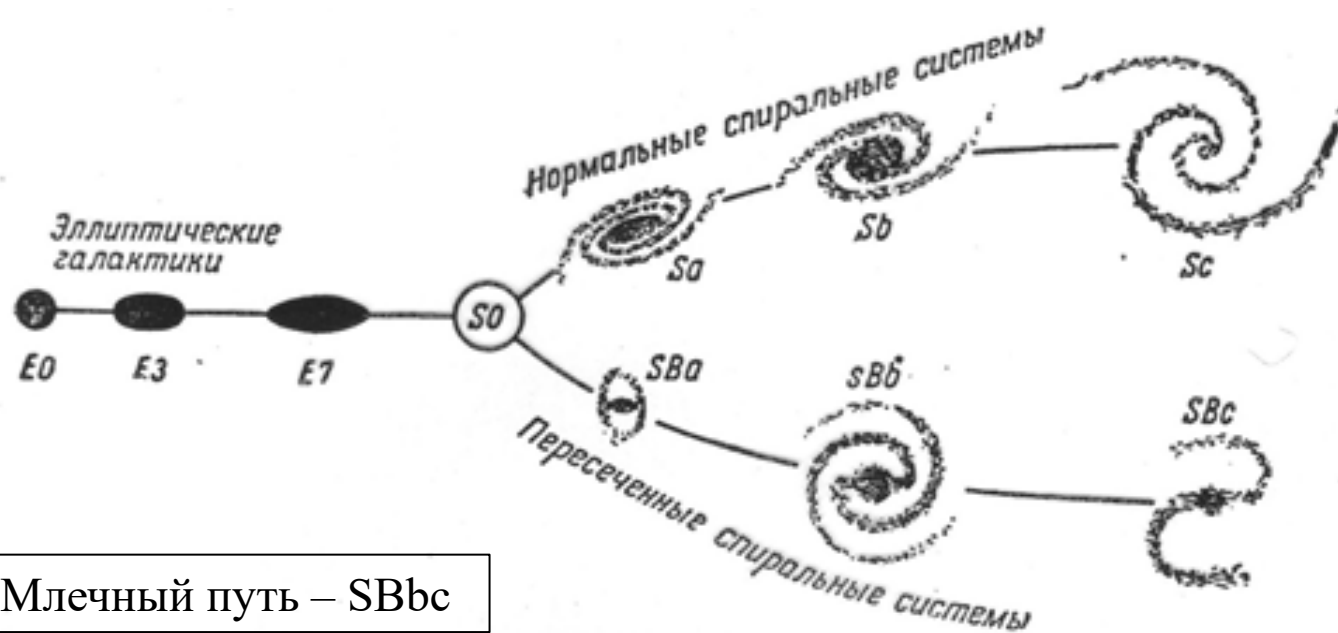 Нормальные спиральные системы
Эллиптические
галактики
Sa
Sb
Sc
S0
E0
E3
E7
SBa
sBb
SBc
Пересеченные спиральные системы
Млечный путь – SBbc